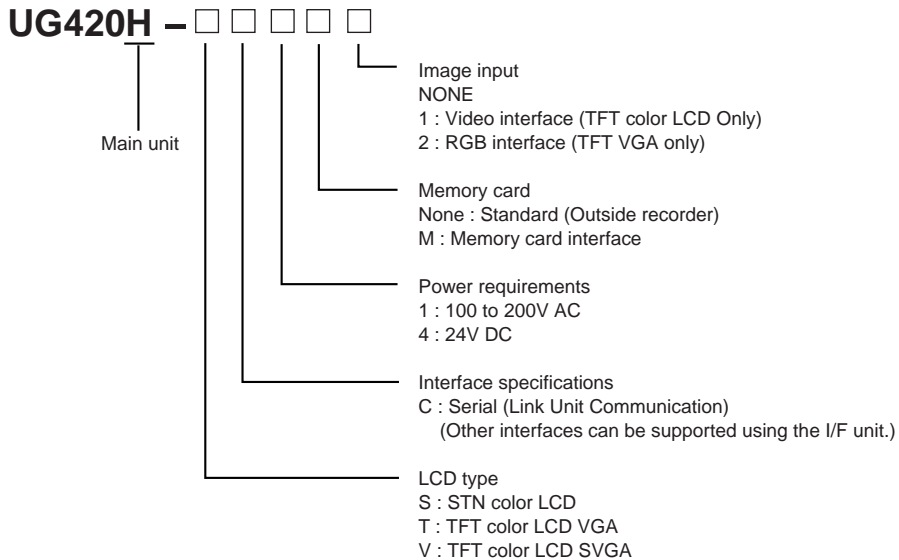 UG420H – □ □ □ □ □
Image input
NONE
1 : Video interface (TFT color LCD Only)
2 : RGB interface (TFT VGA only)
Main unit
Memory card
None : Standard (Outside recorder)
M : Memory card interface
Power requirements
1 : 100 to 200V AC
4 : 24V DC
Interface specifications
C : Serial (Link Unit Communication)
(Other interfaces can be supported using the I/F unit.)
LCD type
S : STN color LCD
T : TFT color LCD VGA
V : TFT color LCD SVGA